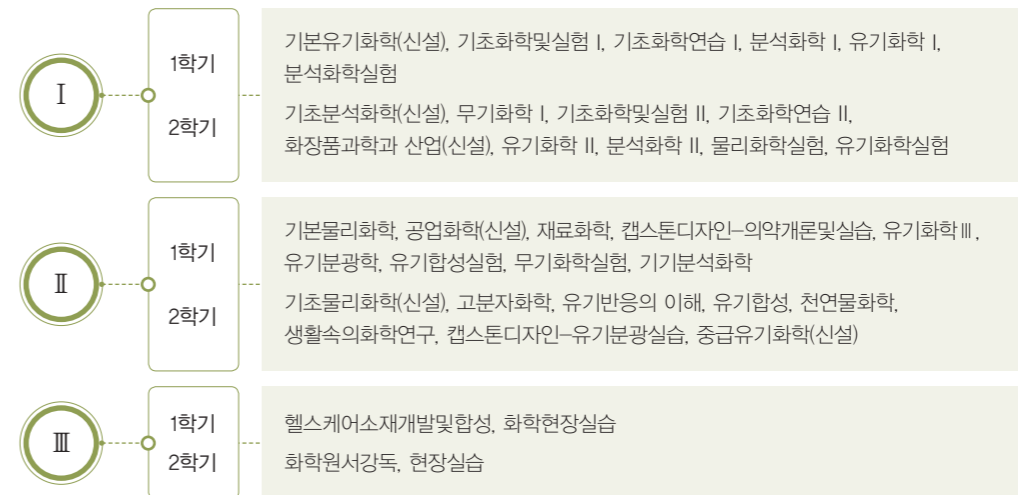 Ⅰ
1학기
기본유기화학(신설), 기초화학및실험 I, 기초화학연습 I, 분석화학 I, 유기화학 I,
분석화학실험
2학기
기초분석화학(신설), 무기화학 I, 기초화학및실험 II, 기초화학연습 II,
화장품과학과 산업(신설), 유기화학 II, 분석화학 II, 물리화학실험, 유기화학실험
Ⅱ
1학기
기본물리화학, 공업화학(신설), 재료화학, 캡스톤디자인–의약개론및실습, 유기화학Ⅲ,
유기분광학, 유기합성실험, 무기화학실험, 기기분석화학
2학기
기초물리화학(신설), 고분자화학, 유기반응의 이해, 유기합성, 천연물화학,
생활속의화학연구, 캡스톤디자인–유기분광실습, 중급유기화학(신설)
Ⅲ
1학기
헬스케어소재개발및합성, 화학현장실습
2학기
화학원서강독, 현장실습